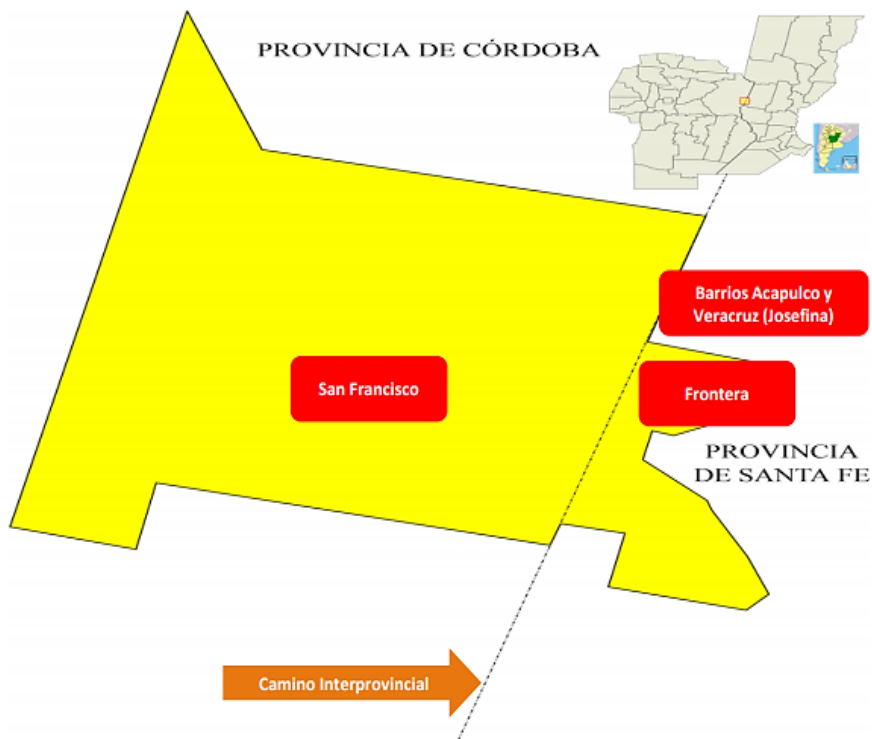 PROVINCIA DE CÓRDOBA
Barrios Acapulco y
Veracruz (Josefina)
San Francisco
Frontera
PROVINCIA
DE SANTA FE
Camino Interprovincial